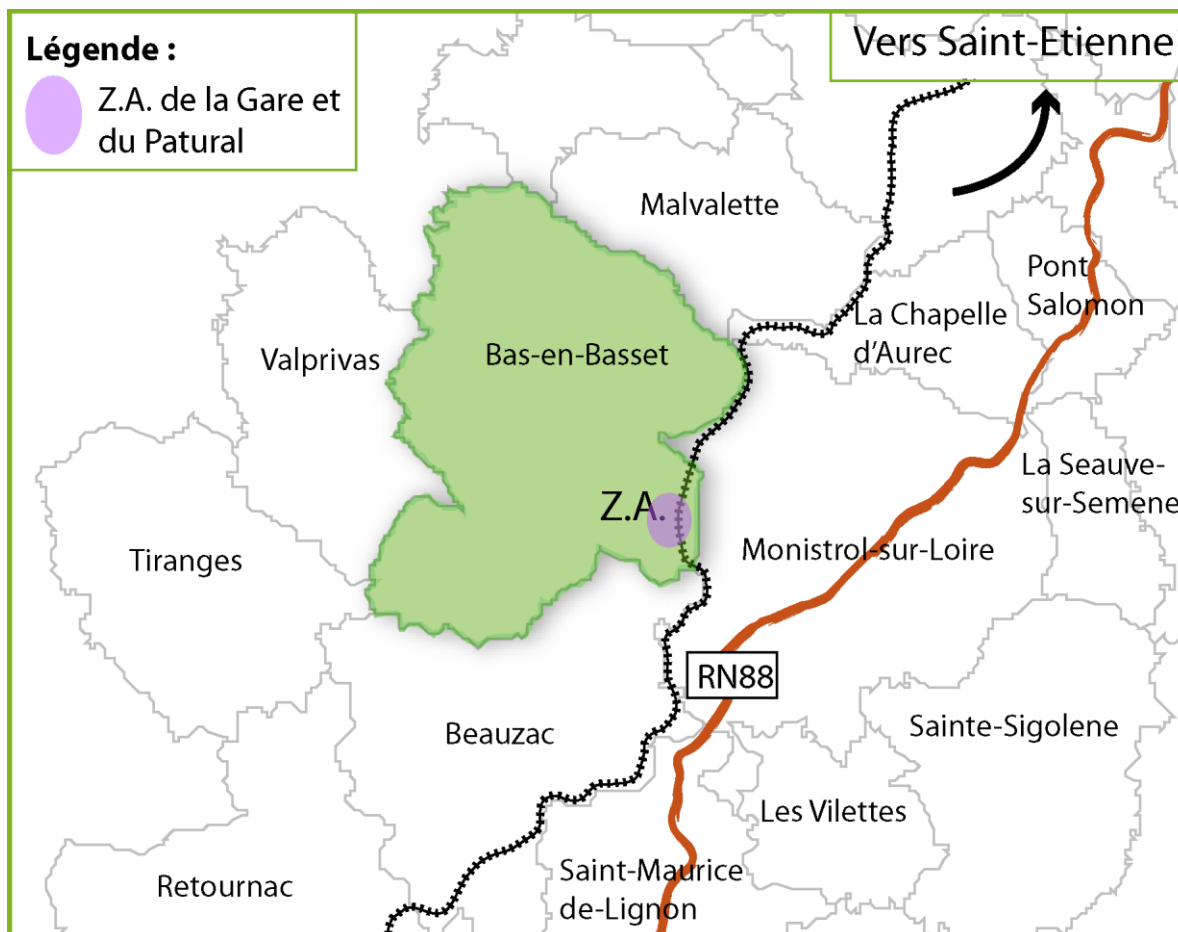 Légende :
Z.A. de la Gare et
du Patural
Vers Saint-Etienne
Malvalette
Pont
Salomon
La Chapelle
d'Aurec
Valprivas
Bas-en-Basset
La Seauve-
sur-Semene
Z.A.
Monistrol-sur-Loire
Tiranges
RN88
Beauzac
Sainte-Sigolene
Les Vilettes
Retournac
Saint-Maurice
de-Lignon